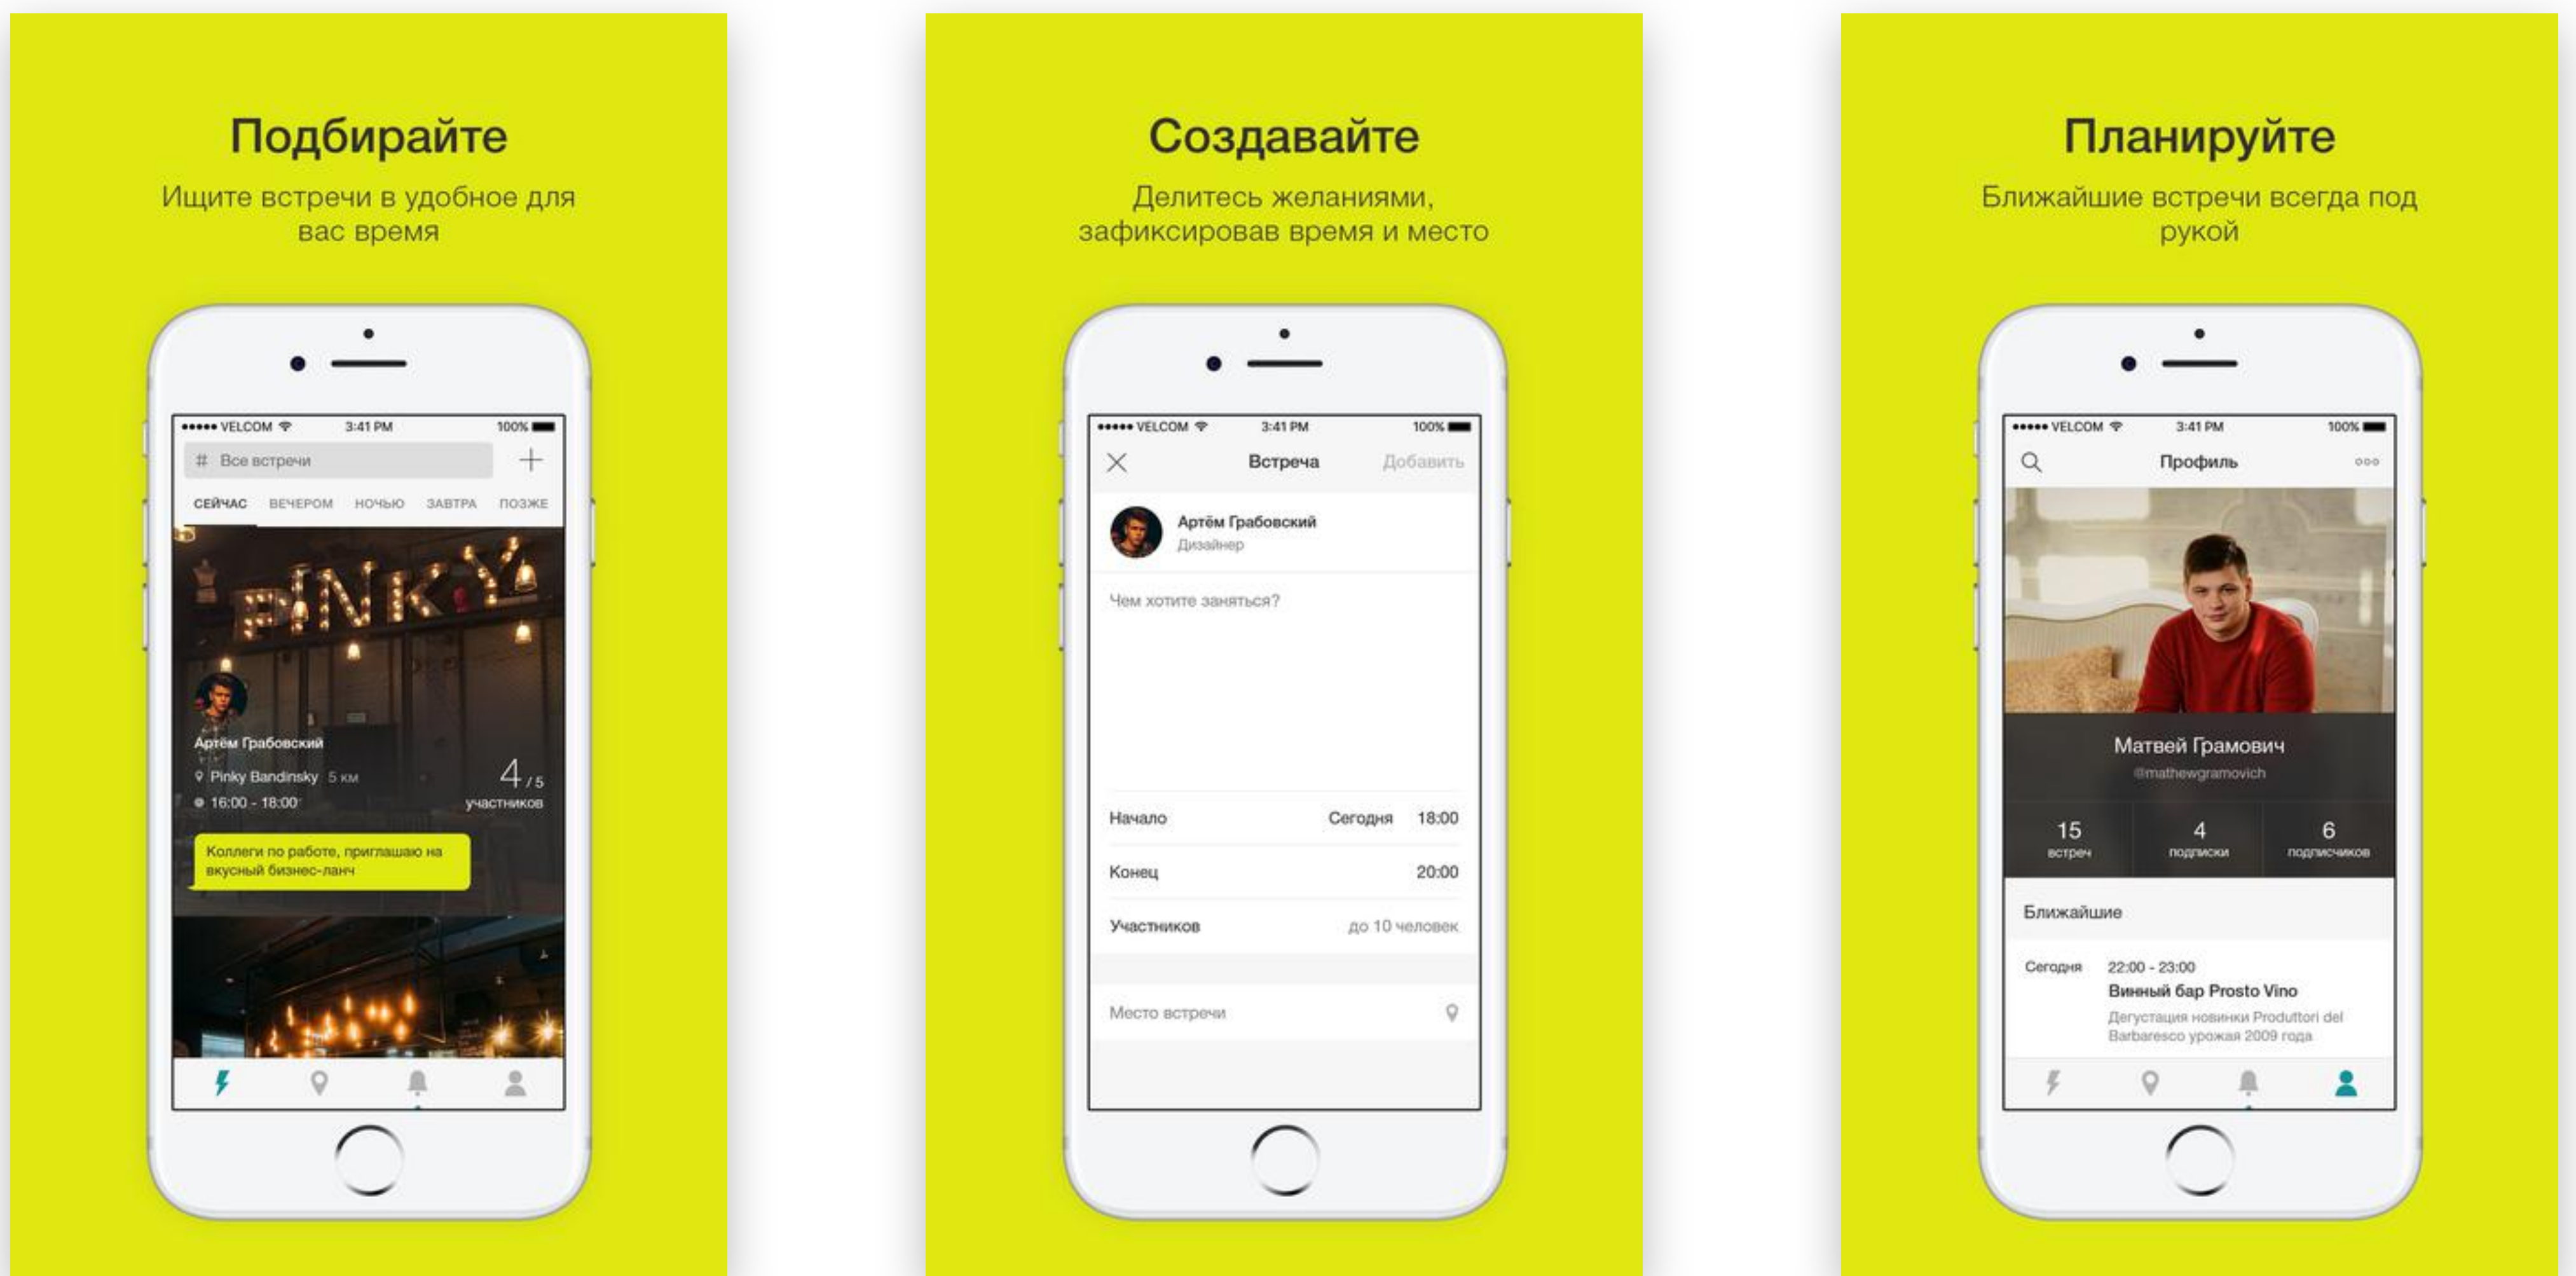 Подбирайте
Ищите встречи в удобное для
вас время
VELCOM 3:41 PM 100%
# Все встречи
СЕЙЧАС ВЕЧЕРОМ НОЧЬЮ ЗАВТРА ПОЗЖЕ
PINKY
Артём Грабовский
Pinky Bandinsky 5 км
16:00 - 18:00
4 / 5
участников
Коллеги по работе, приглашаю на
вкусный бизнес-ланч
Создавайте
Делитесь желаниями,
зафиксировав время и место
VELCOM 3:41 PM 100%
Встреча Добавить
Артём Грабовский
Дизайнер
Чем хотите заняться?
Начало Сегодня 18:00
Конец 20:00
Участников до 10 человек
Место встречи
Планируйте
Ближайшие встречи всегда под
рукой
VELCOM 3:41 PM 100%
Профиль
Матвей Грамович
@mathewgramovich
15 4 6
встреч подписки подписчиков
Ближайшие
Сегодня 22:00 - 23:00
Винный бар Prosto Vino
Дегустация новинки Produttori del
Barbaresco урожая 2009 года